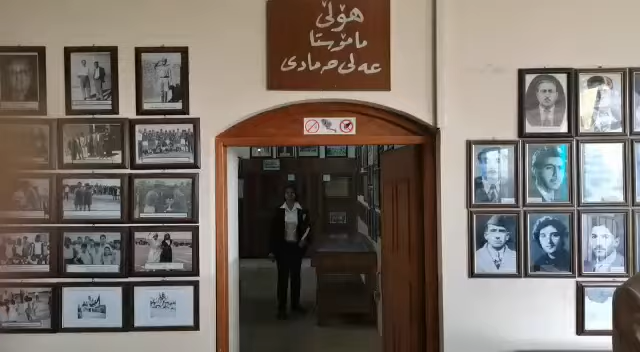 هۆڵی
مامۆستا
عەلی حەمادی